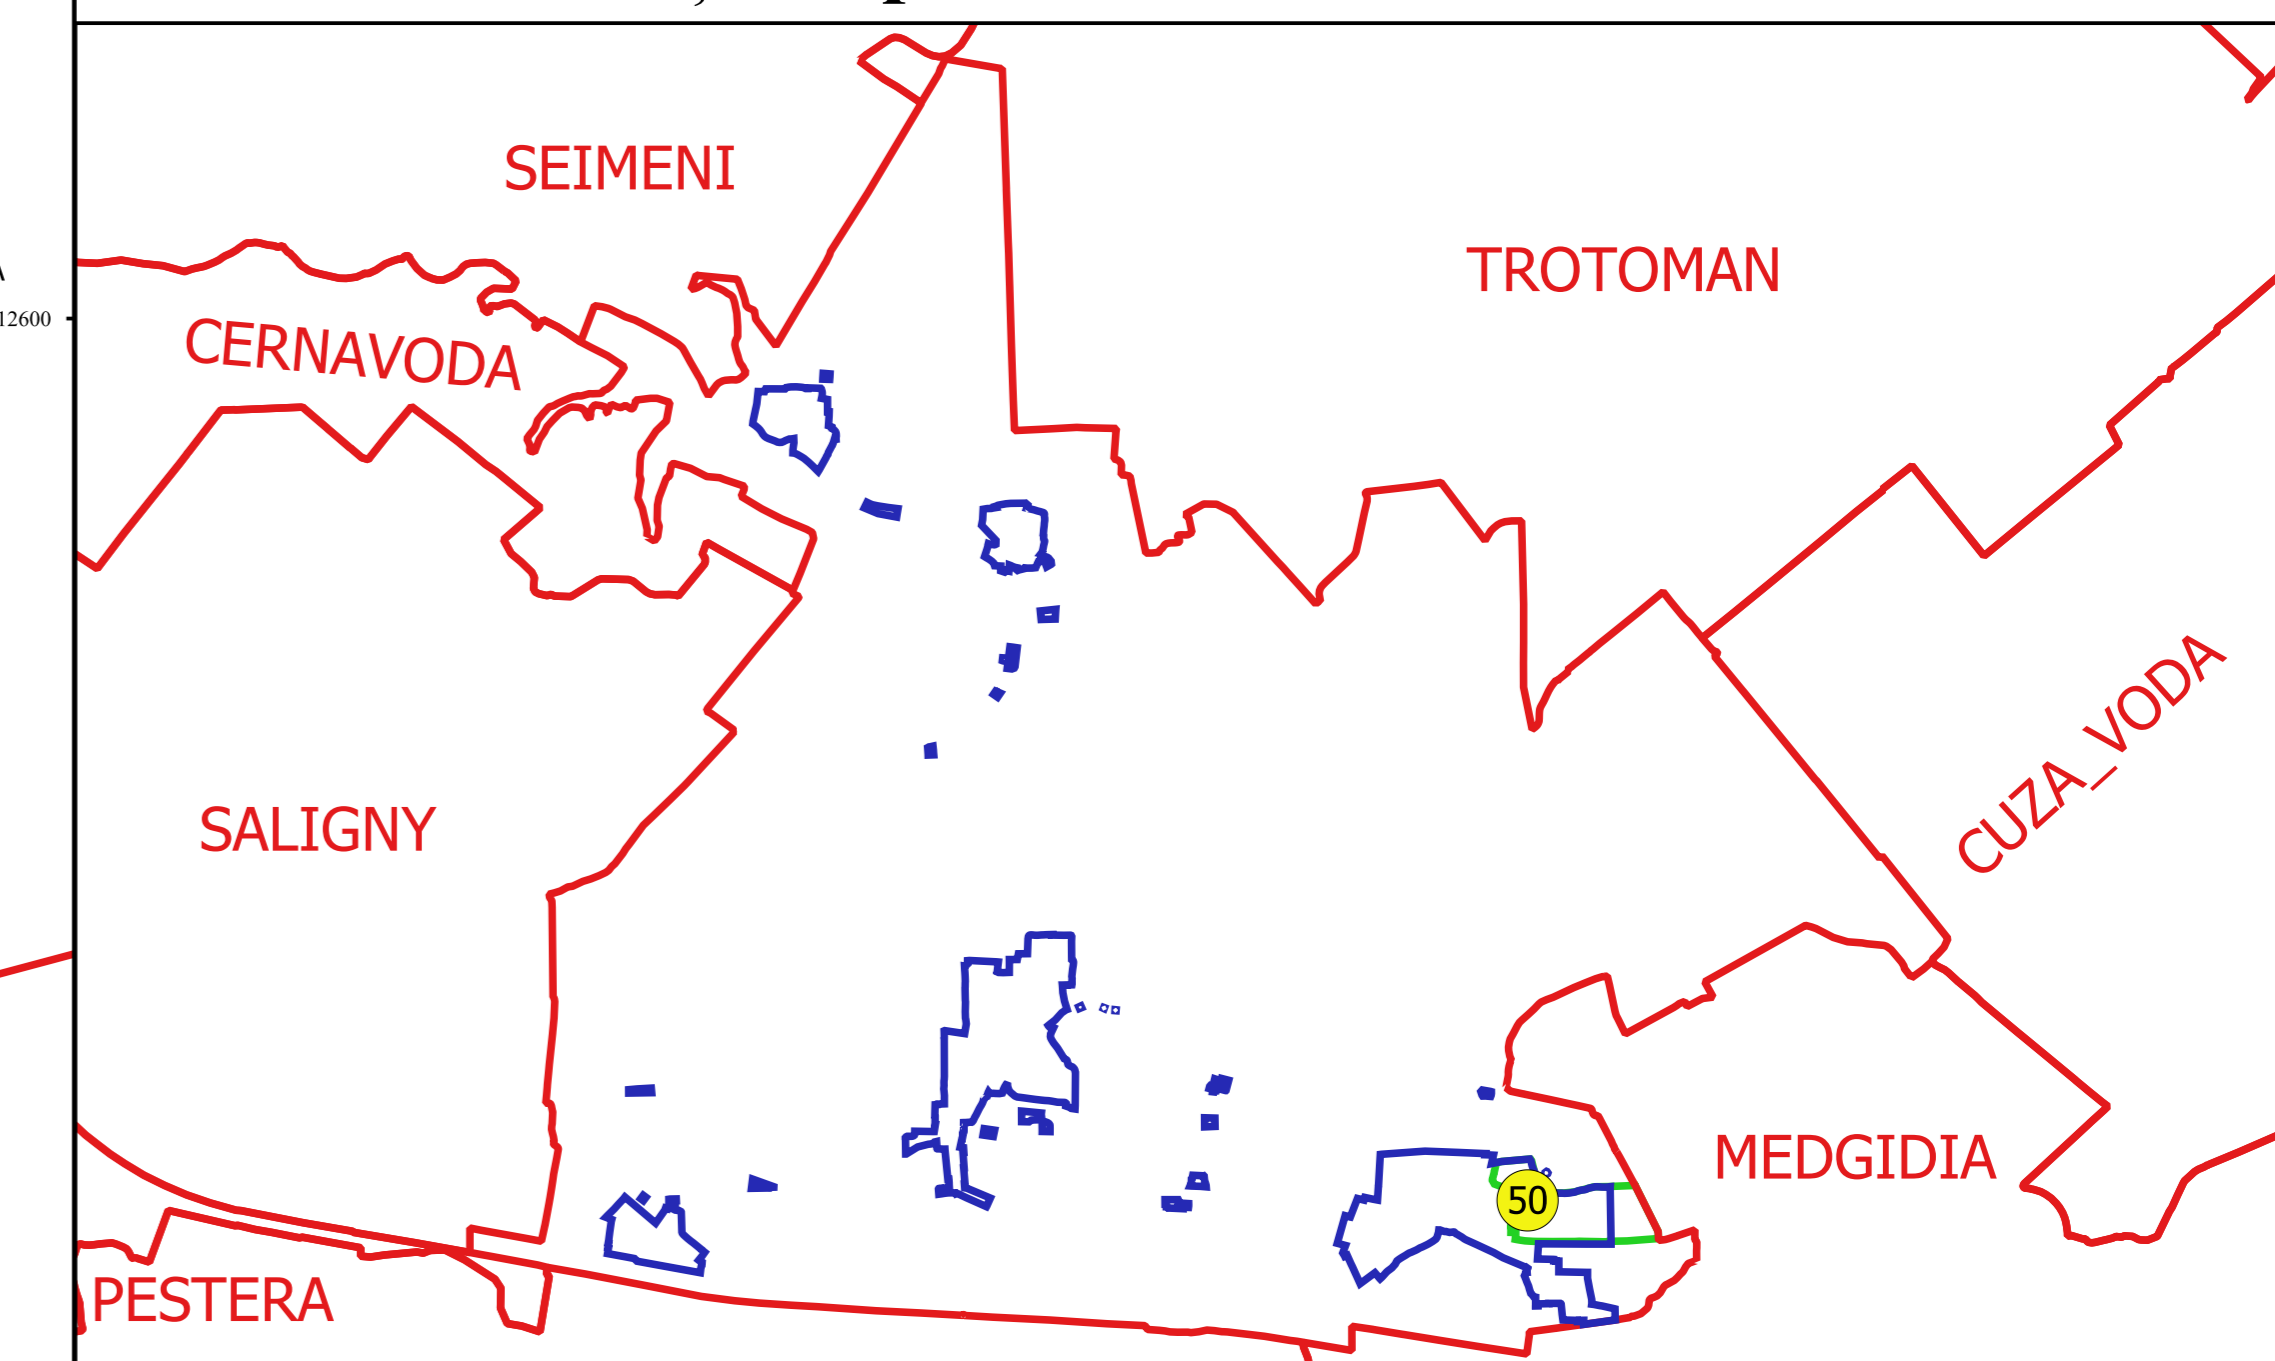 SEIMENI
TROTOMAN
12600
CERNAVODA
CUZA_VODA
SALIGNY
MEDGIDIA
50
PESTERA